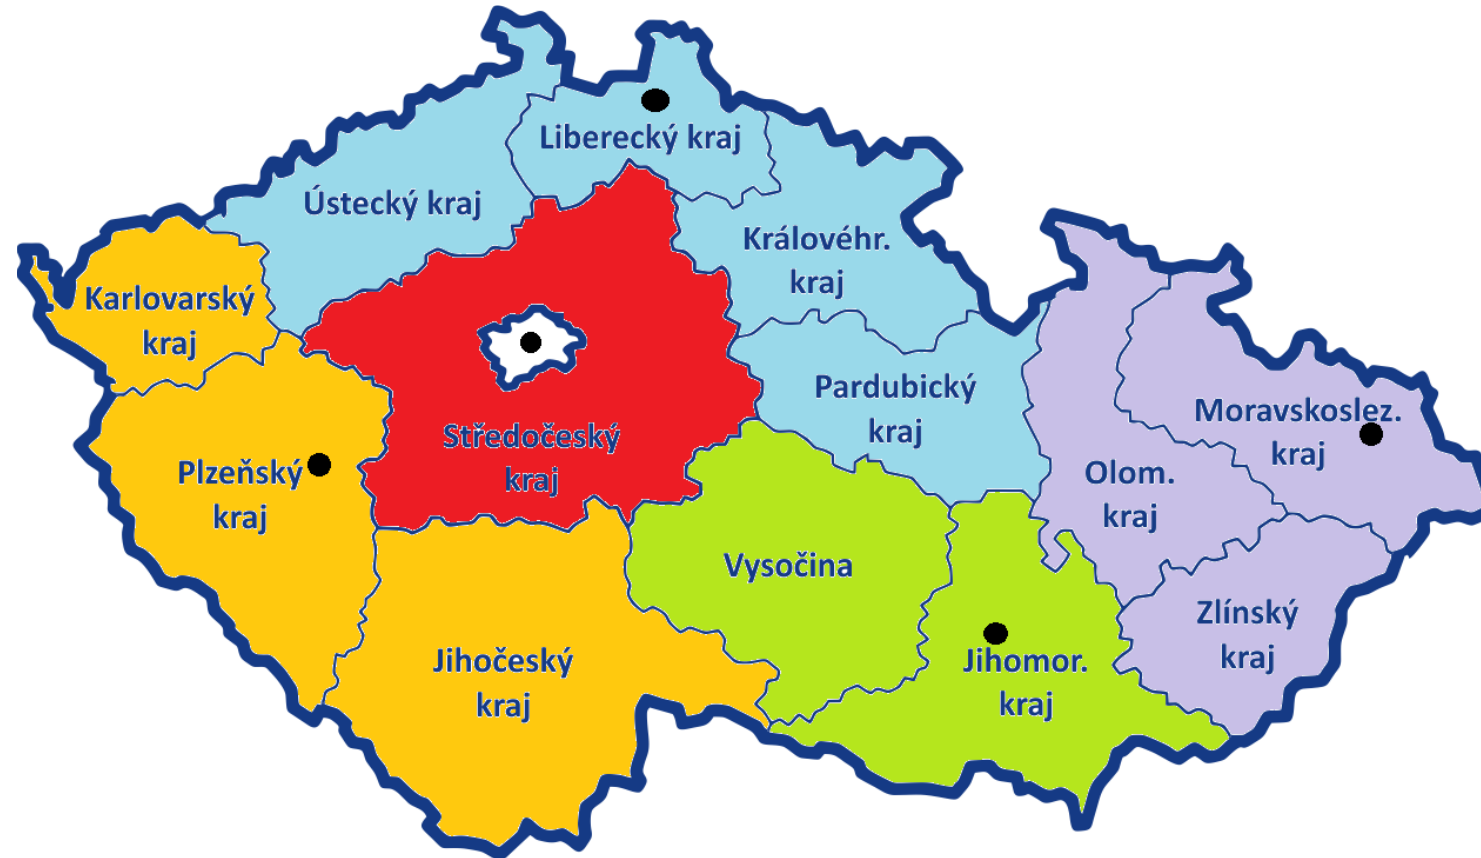 Liberecký kraj
Ústecký kraj
Královéhr.
kraj
Karlovarský
kraj
Pardubický
kraj
Moravskoslez.
kraj
Středočeský
kraj
Plzeňský
kraj
Olom.
kraj
Vysočina
Zlínský
kraj
Jihočeský
kraj
Jihomor.
kraj